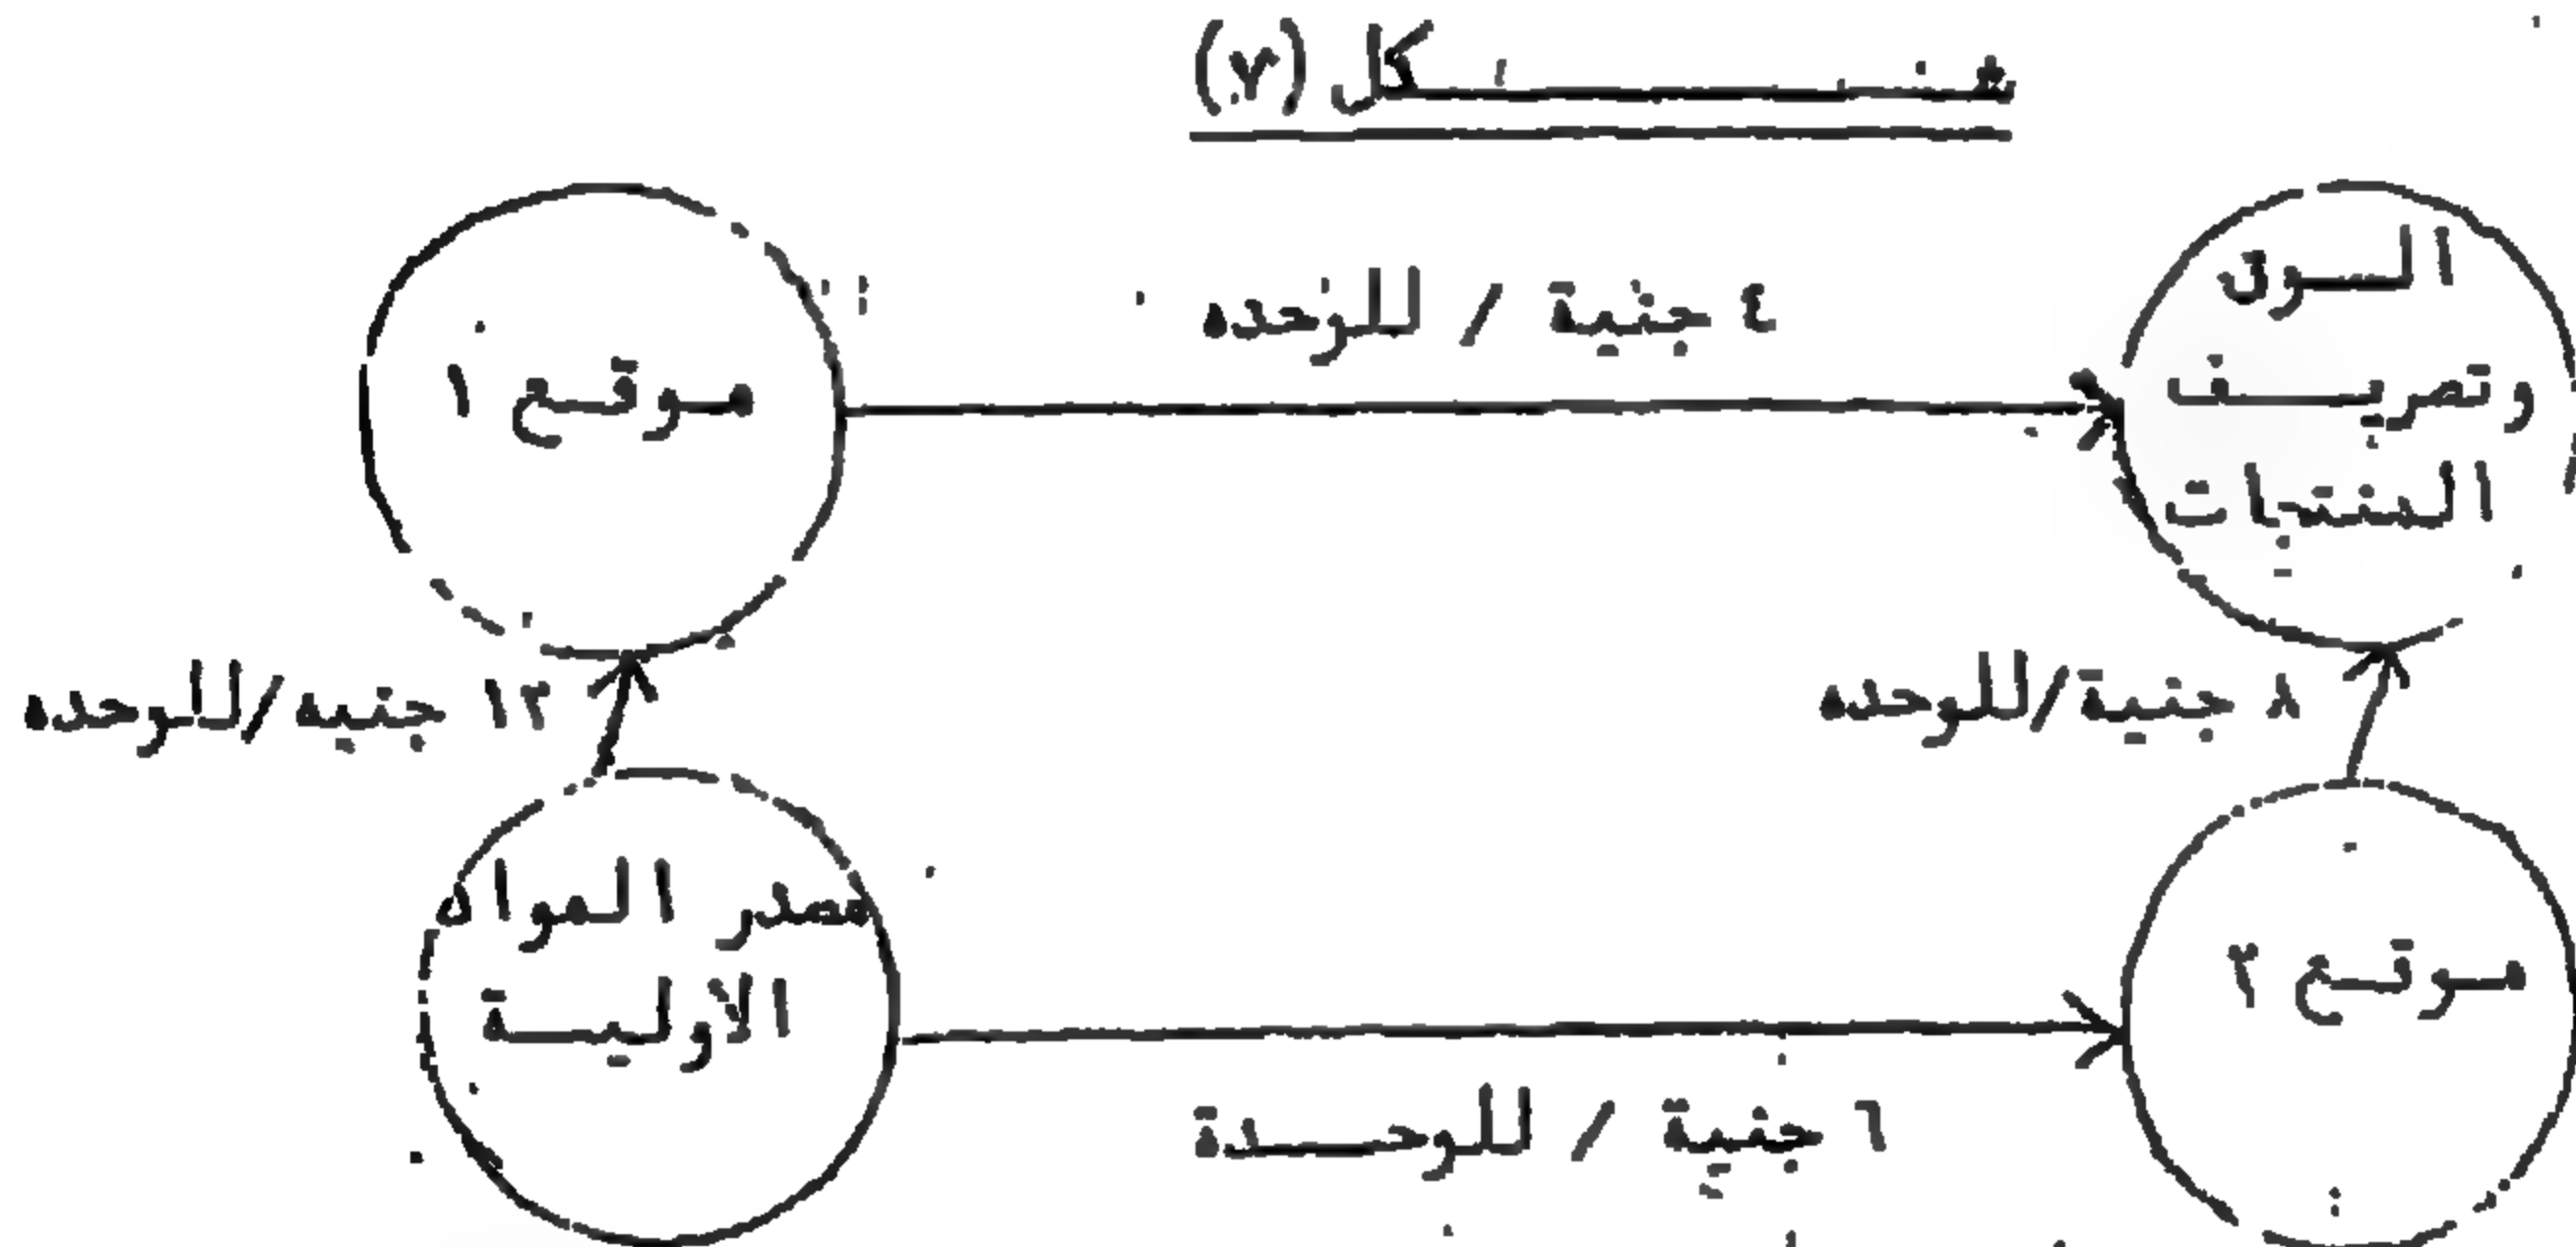 شكل (٧)
السوق
وتصريف
المنتجات
٤ جنية / للوحده
موقع ١
٨ جنية/للوحده
١٢ جنيه/للوحده
مصدر المواد
الاولية
موقع ٢
٦ جنية / للوحدة